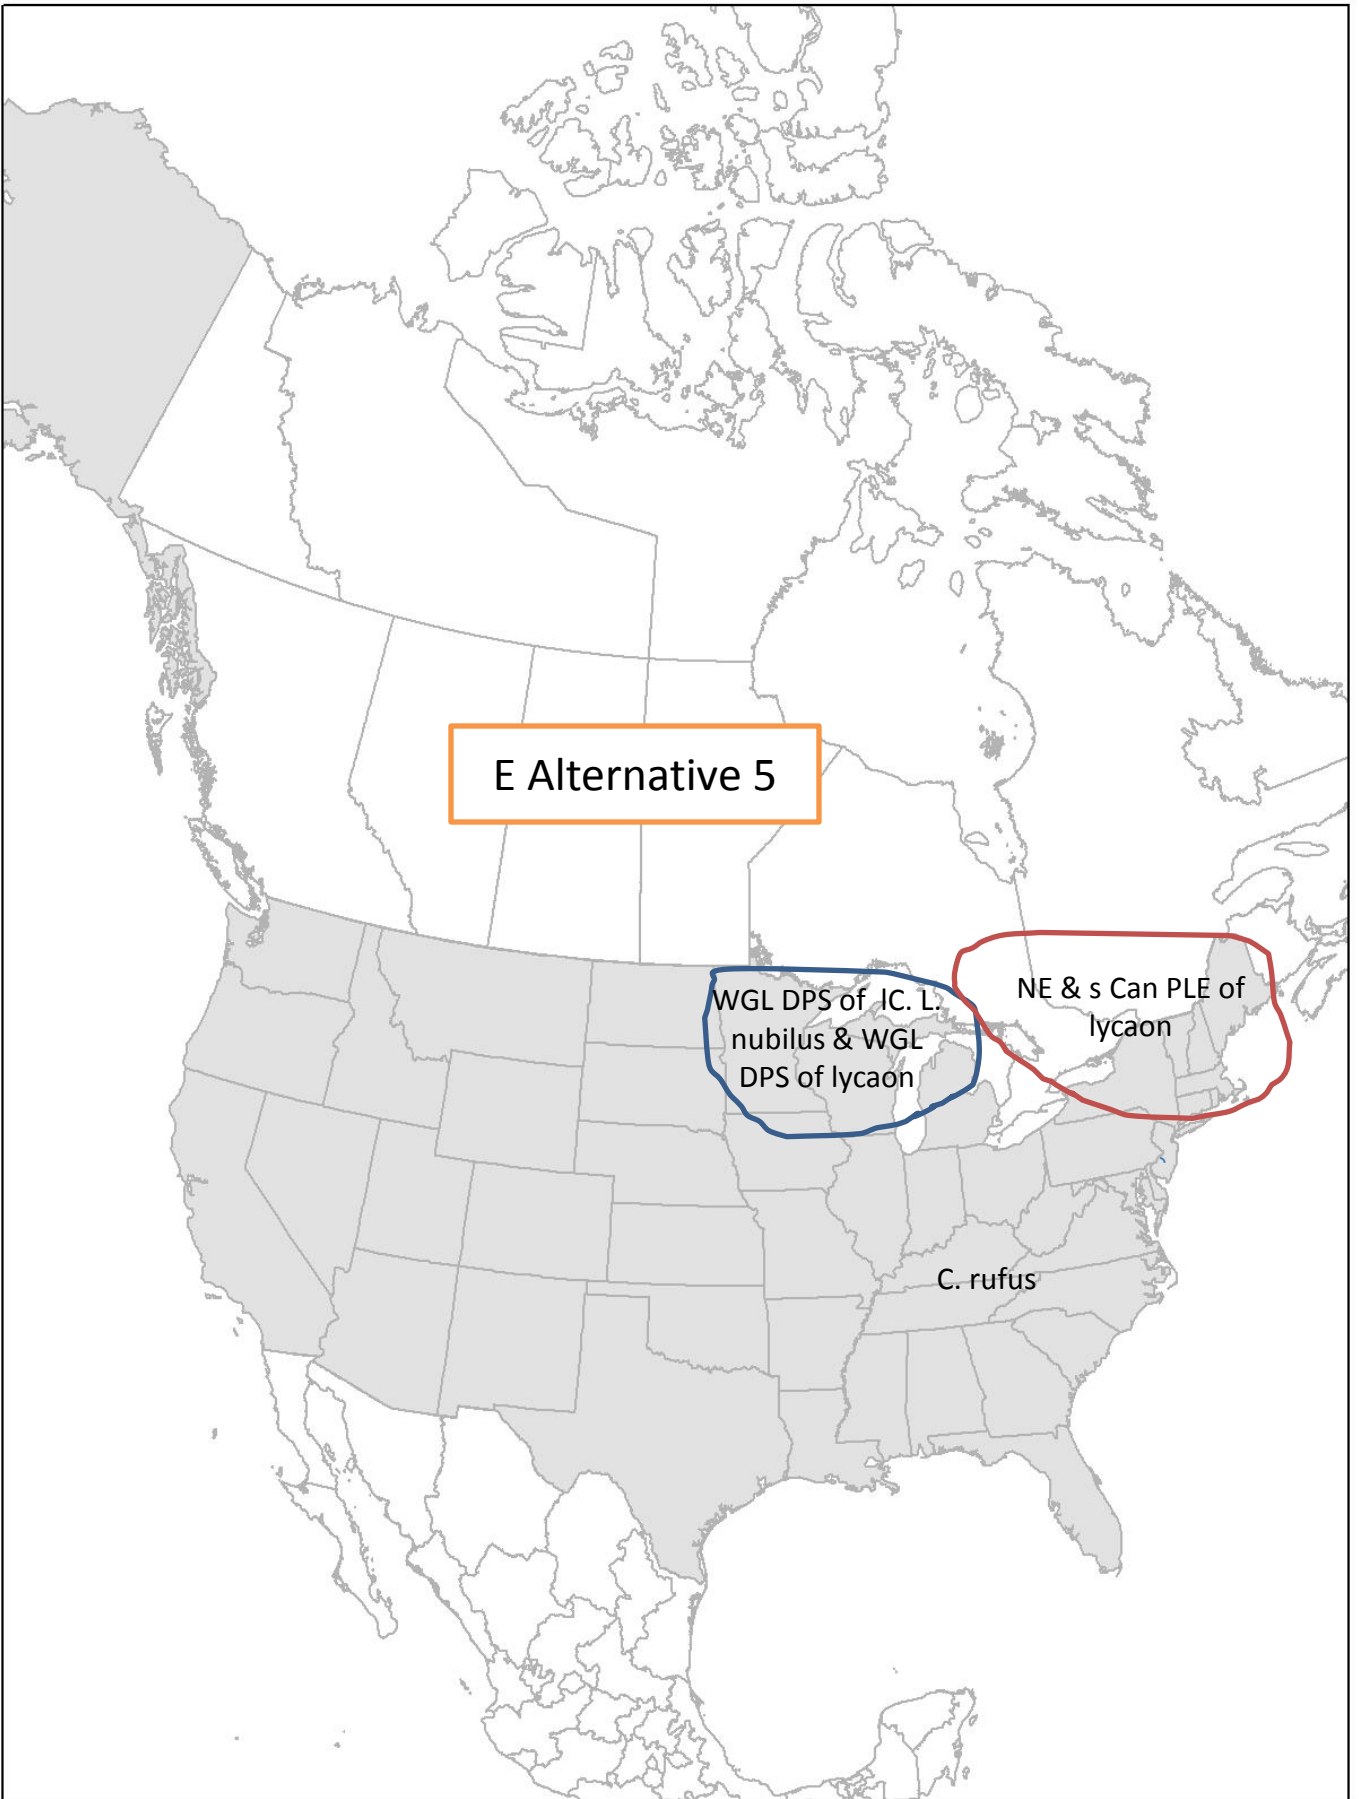 E Alternative 5
WGL DPS of lC. L.
nubilus & WGL
DPS of lycaon
NE & s Can PLE of
lycaon
C. rufus